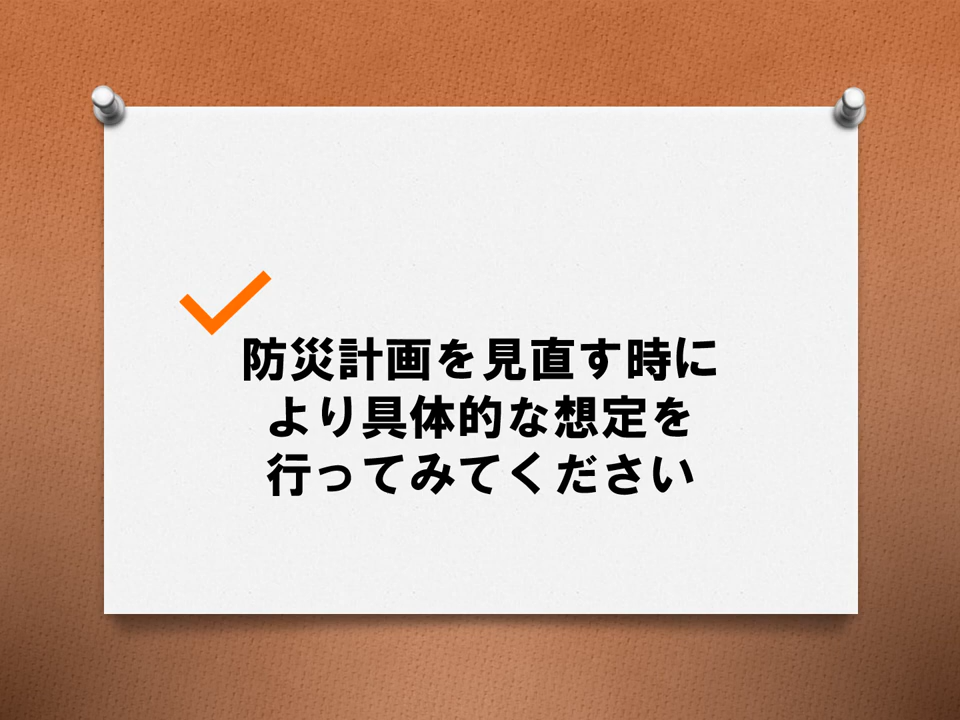 防災計画を見直す時に
より具体的な想定を
行ってみてください